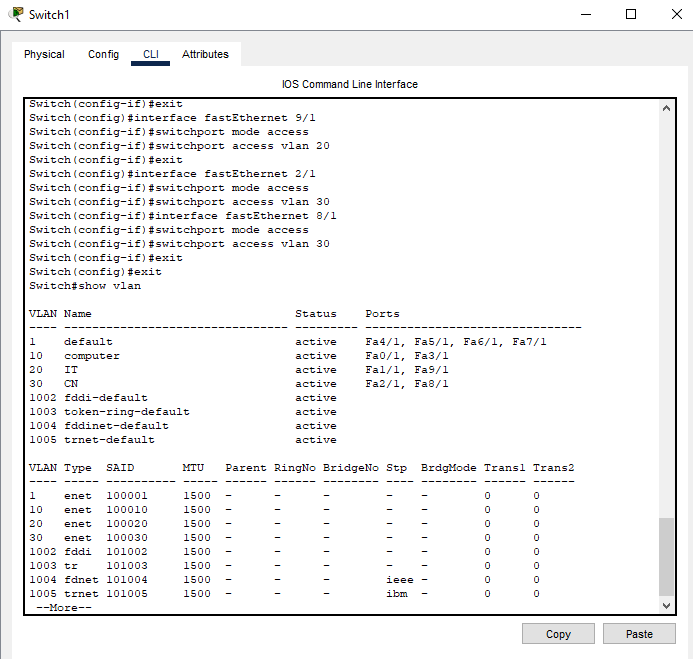 Switch1
Physical Config CLI Attributes
IOS Command Line Interface
Switch(config-if)#exit
Switch(config)#interface fastEthernet 9/1
Switch(config-if)#switchport mode access
Switch(config-if)#switchport access vlan 20
Switch(config-if)#exit
Switch(config)#interface fastEthernet 2/1
Switch(config-if)#switchport mode access
Switch(config-if)#switchport access vlan 30
Switch(config-if)#interface fastEthernet 8/1
Switch(config-if)#switchport mode access
Switch(config-if)#switchport access vlan 30
Switch(config-if)#exit
Switch(config)#exit
Switch#show vlan
VLAN Name                             Status    Ports
---- -------------------------------- --------- -------------------------------
1    default                          active    Fa4/1, Fa5/1, Fa6/1, Fa7/1
10   computer                         active    Fa0/1, Fa3/1
20   IT                               active    Fa1/1, Fa9/1
30   CN                               active    Fa2/1, Fa8/1
1002 fddi-default                     active
1003 token-ring-default               active
1004 fddinet-default                  active
1005 trnet-default                    active
VLAN Type  SAID       MTU   Parent RingNo BridgeNo Stp  BrdgMode Trans1 Trans2
---- ----- ---------- ----- ------ ------ -------- ---- -------- ------ ------
1    enet  100001     1500  -      -      -        -    -        0      0
10   enet  100010     1500  -      -      -        -    -        0      0
20   enet  100020     1500  -      -      -        -    -        0      0
30   enet  100030     1500  -      -      -        -    -        0      0
1002 fddi  101002     1500  -      -      -        -    -        0      0
1003 tr    101003     1500  -      -      -        -    -        0      0
1004 fdnet 101004     1500  -      -      -        ieee -        0      0
1005 trnet 101005     1500  -      -      -        ibm  -        0      0
--More--
Copy Paste